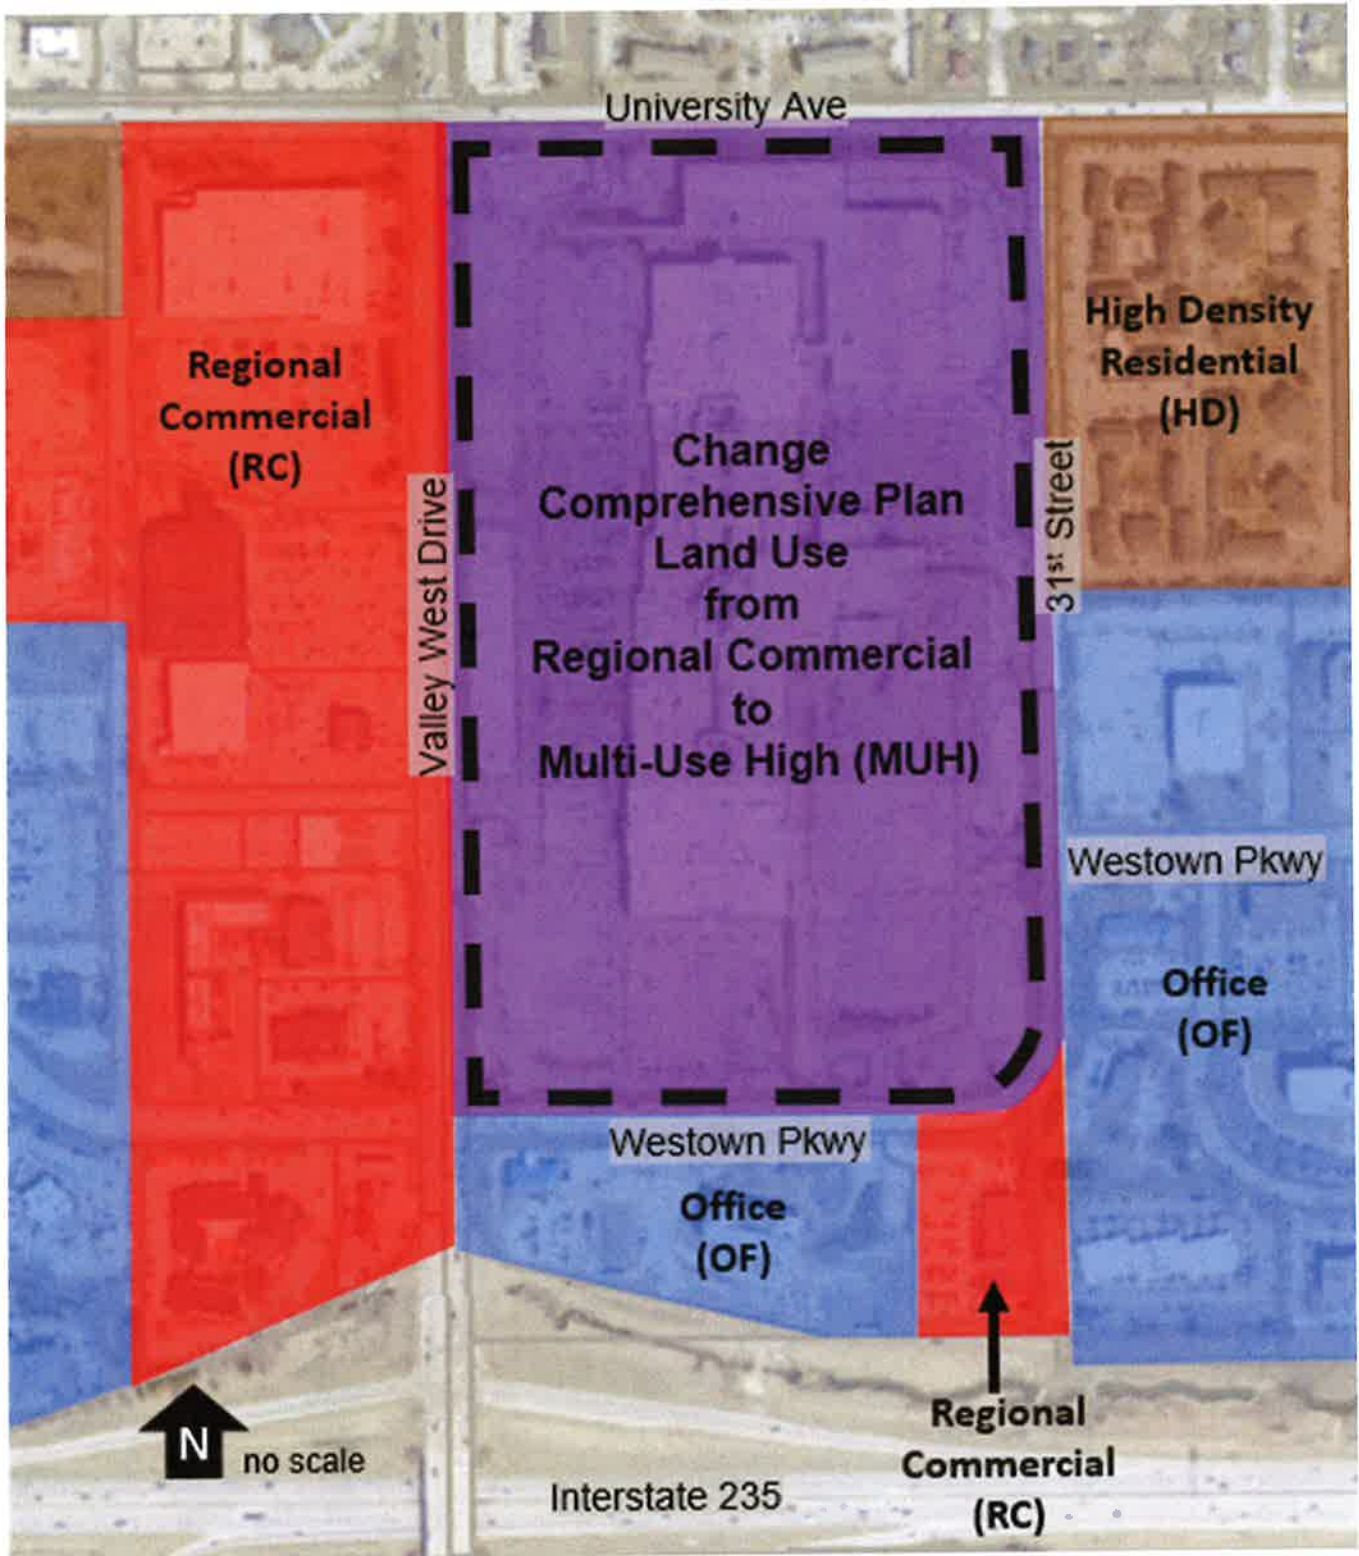 University Ave
Regional
Commercial
(RC)
Valley West Drive
Change
Comprehensive Plan
Land Use
from
Regional Commercial
to
Multi-Use High (MUH)
31st Street
High Density
Residential
(HD)
Westown Pkwy
Office
(OF)
Westown Pkwy
Office
(OF)
Regional
Commercial
(RC)
N
no scale
Interstate 235